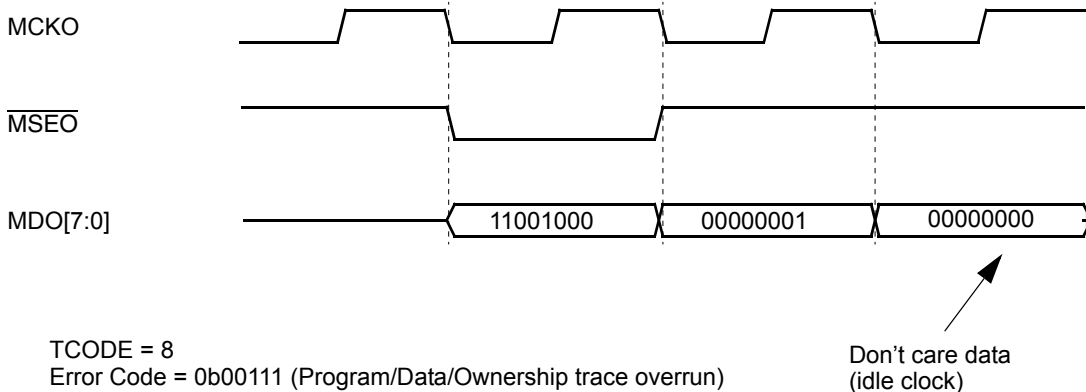 MCKO
MSEO
MDO[7:0]
11001000 00000001 00000000
TCODE = 8
Error Code = 0b00111 (Program/Data/Ownership trace overrun)
Don’t care data
(idle clock)